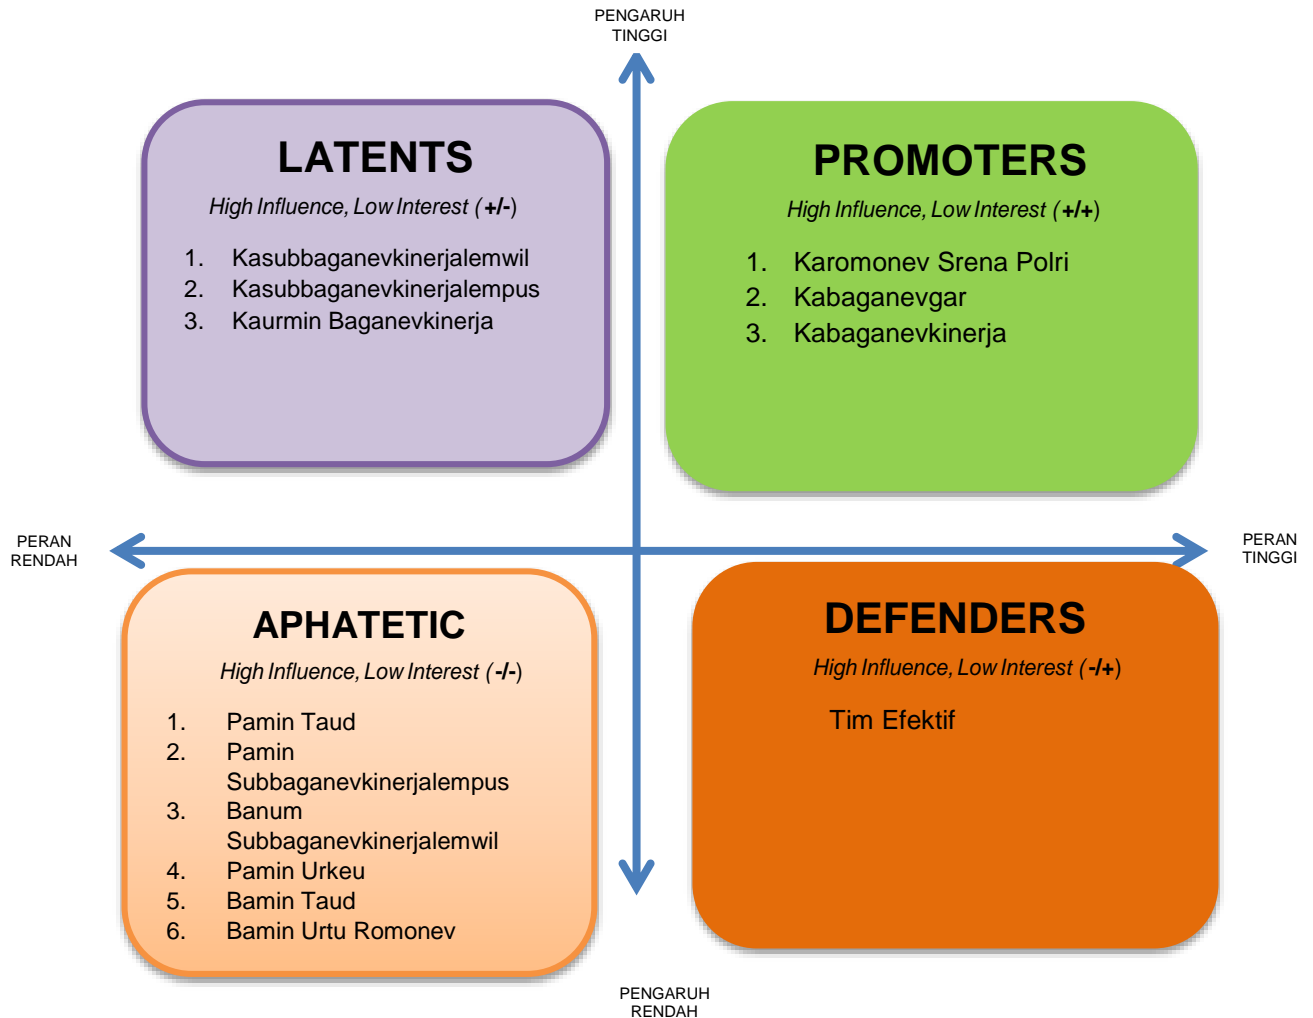 PENGARUH
TINGGI
LATENTS
High Influence, Low Interest (+/-)
1. Kasubbaganevkinerjalemwil
2. Kasubbaganevkinerjalempus
3. Kaurmin Baganevkinerja
PROMOTERS
High Influence, Low Interest (+/+)
1. Karomonev Srena Polri
2. Kabaganevgar
3. Kabaganevkinerja
PERAN
RENDAH
PERAN
TINGGI
APHATETIC
High Influence, Low Interest (-/-)
1. Pamin Taud
2. Pamin
Subbaganevkinerjalempus
3. Banum
Subbaganevkinerjalemwil
4. Pamin Urkeu
5. Bamin Taud
6. Bamin Urtu Romonev
DEFENDERS
High Influence, Low Interest (-/+)
Tim Efektif
PENGARUH
RENDAH